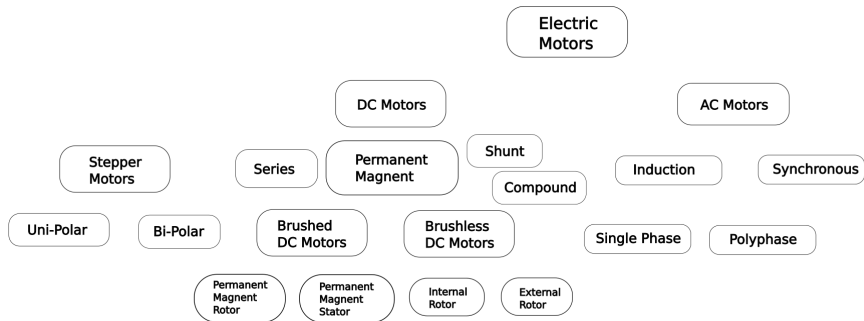 Electric
Motors
DC Motors
AC Motors
Stepper
Motors
Series
Permanent
Magnent
Shunt
Compound
Induction
Synchronous
Uni-Polar
Bi-Polar
Brushed
DC Motors
Brushless
DC Motors
Single Phase
Polyphase
Permanent
Magnent
Rotor
Permanent
Magnent
Stator
Internal
Rotor
External
Rotor